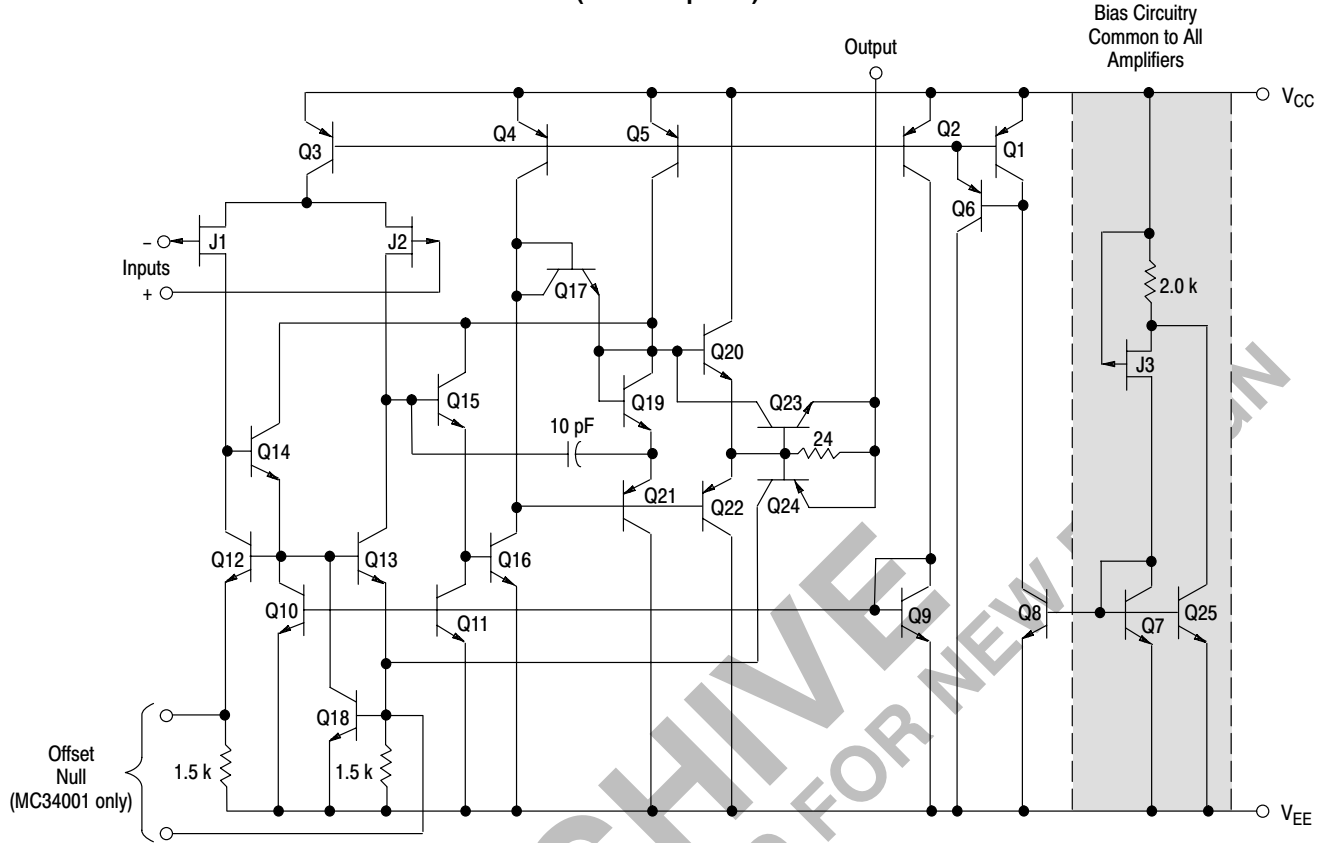 Bias Circuitry
Common to All
Amplifiers
Output
VCC
Q3
Q4
Q5
Q2
Q1
Q6
–
J1
J2
Inputs
+
Q17
2.0 k
J3
Q20
Q15
Q19
Q23
10 pF
24
Q14
Q21
Q22
Q24
Q12
Q13
Q16
Q10
Q11
Q9
Q8
Q7
Q25
Q18
Offset
Null
(MC34001 only)
1.5 k
1.5 k
VEE